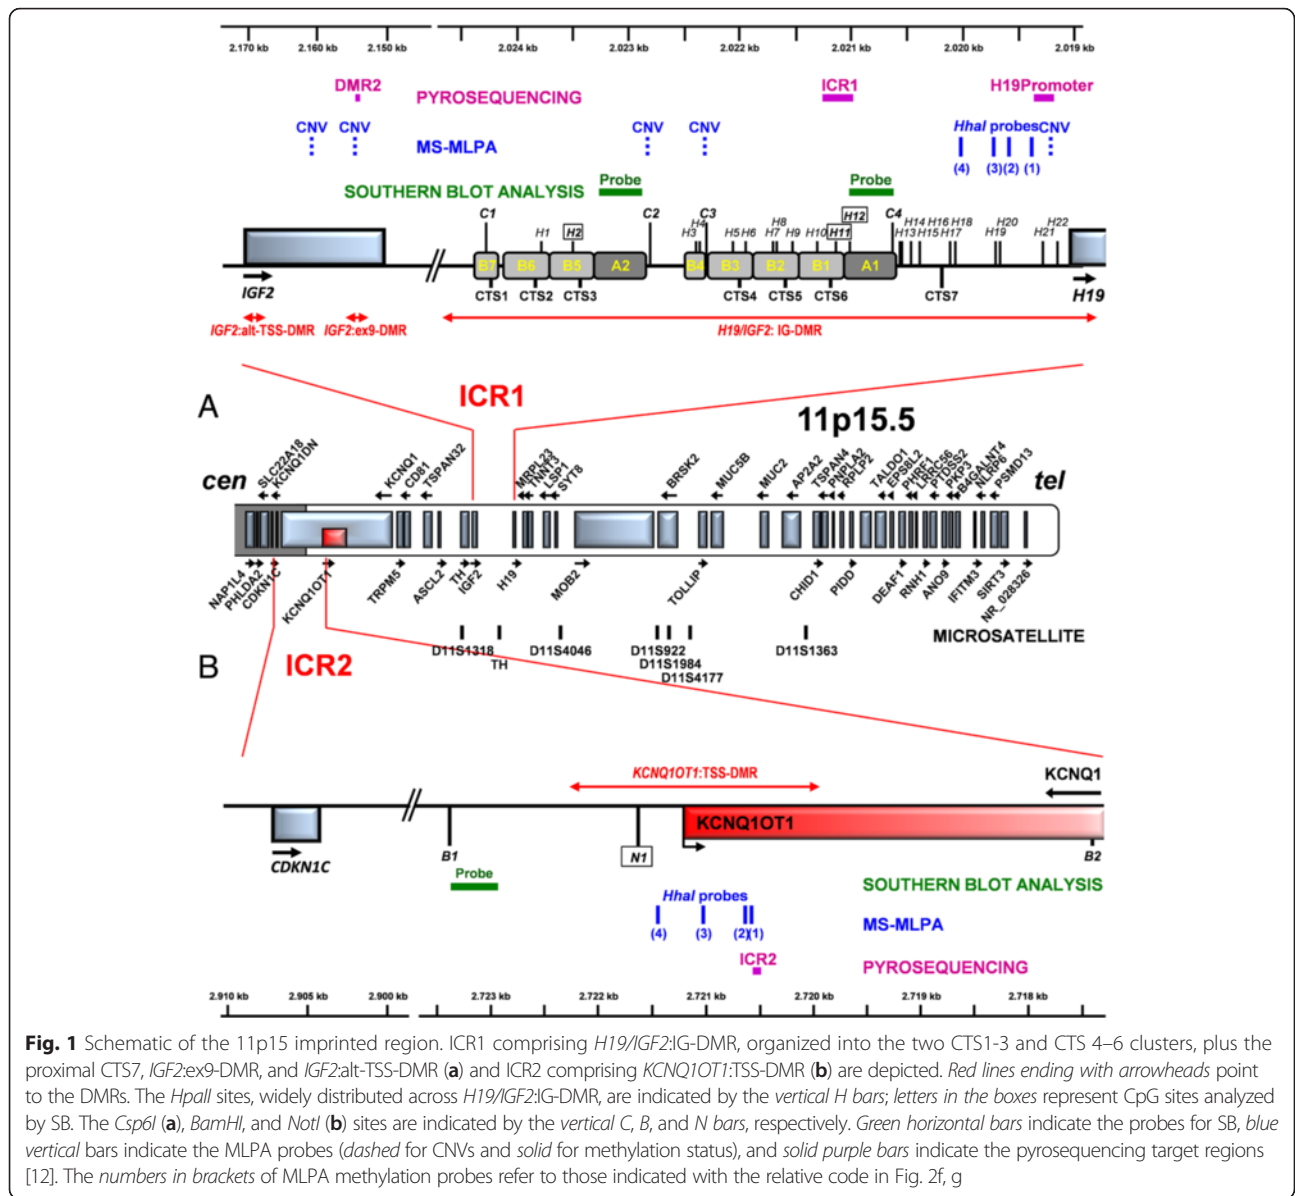 2.170 kb 2.160 kb 2.150 kb 2.024 kb 2.023 kb 2.022 kb 2.021 kb 2.020 kb 2.019 kb
DMR2 ICR1 H19Promoter
PYROSEQUENCING
CNV CNV CNV CNV HhaI probes CNV
MS-MLPA
(4) (3) (2) (1)
Probe Probe
SOUTHERN BLOT ANALYSIS
C1 H1 H2 C2 H3 H4 C3 H5 H6 H7 H8 H9 H10 H11 H12 C4 H13 H14 H15 H16 H17 H18 H19 H20 H21 H22
B7 B6 B5 A2 B4 B3 B2 B1 A1
CTS1 CTS2 CTS3 CTS4 CTS5 CTS6 CTS7
IGF2 H19
IGF2:alt-TSS-DMR IGF2:ex9-DMR H19/IGF2: IG-DMR
A
ICR1
11p15.5
cen SLC22A18 KCNQ1DN KCNQ1 CD81 TSPAN32 MRPL23 TNNT3 LSP1 SYT8 BRSK2 MUC5B MUC2 AP2A2 TSPAN4 PNPLA2 RPLP2 TALDO1 EPS8L2 PHRF1 LRRC56 PTDSS2 PKP3 B4GALNT4 NLRP6 PSMD13 tel
NAP1L4 PHLDA2 CDKN1C KCNQ1OT1 TRPM5 ASCL2 TH IGF2 H19 MOB2 TOLLIP CHID1 PIDD DEAF1 RNH1 ANO9 IFITM3 SIRT3 NR_028326
MICROSATELLITE
D11S1318 D11S4046 D11S922 D11S1363
TH D11S1984
D11S4177
B
ICR2
KCNQ1OT1:TSS-DMR
KCNQ1
KCNQ1OT1
CDKN1C B1 N1 B2
Probe
SOUTHERN BLOT ANALYSIS
HhaI probes
MS-MLPA
(4) (3) (2) (1)
ICR2
PYROSEQUENCING
2.910 kb 2.905 kb 2.900 kb 2.723 kb 2.722 kb 2.721 kb 2.720 kb 2.719 kb 2.718 kb
Fig. 1 Schematic of the 11p15 imprinted region. ICR1 comprising H19/IGF2:IG-DMR, organized into the two CTS1-3 and CTS 4–6 clusters, plus the
proximal CTS7, IGF2:ex9-DMR, and IGF2:alt-TSS-DMR (a) and ICR2 comprising KCNQ1OT1:TSS-DMR (b) are depicted. Red lines ending with arrowheads point
to the DMRs. The HpaII sites, widely distributed across H19/IGF2:IG-DMR, are indicated by the vertical H bars; letters in the boxes represent CpG sites analyzed
by SB. The Csp6I (a), BamHI, and NotI (b) sites are indicated by the vertical C, B, and N bars, respectively. Green horizontal bars indicate the probes for SB, blue
vertical bars indicate the MLPA probes (dashed for CNVs and solid for methylation status), and solid purple bars indicate the pyrosequencing target regions
[12]. The numbers in brackets of MLPA methylation probes refer to those indicated with the relative code in Fig. 2f, g